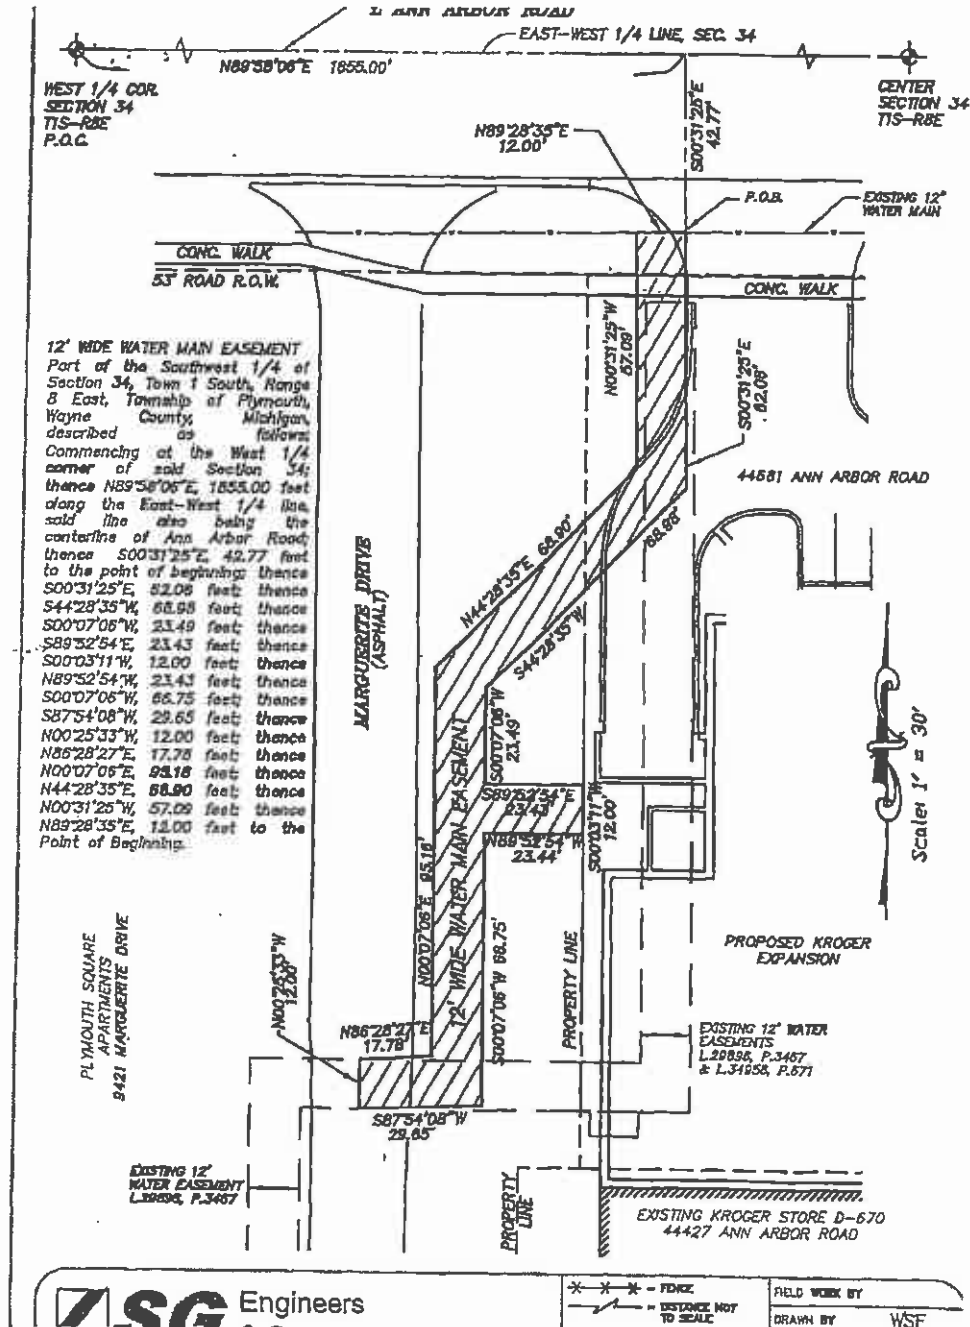 E ANN ARBOR ROAD
EAST-WEST 1/4 LINE, SEC. 34
N89°58'06"E 1855.00'
WEST 1/4 COR.
SECTION 34
T1S-R8E
P.O.C.
CENTER
SECTION 34
T1S-R8E
S00°31'25"E
42.77'
N89°28'35"E
12.00'
P.O.B.
EXISTING 12"
WATER MAIN
CONC. WALK
53' ROAD R.O.W.
CONC. WALK
N00°31'25"W
57.09'
S00°31'25"E
52.08'
12' WIDE WATER MAIN EASEMENT
Part of the Southwest 1/4 of
Section 34, Town 1 South, Range
8 East, Township of Plymouth,
Wayne County, Michigan,
described as follows:
Commencing at the West 1/4
corner of said Section 34;
thence N89°58'06"E, 1855.00 feet
along the East-West 1/4 line,
said line also being the
centerline of Ann Arbor Road;
thence S00°31'25"E, 42.77 feet
to the point of beginning; thence
S00°31'25"E, 52.08 feet; thence
S44°28'35"W, 68.98 feet; thence
S00°07'06"W, 23.49 feet; thence
S89°52'54"E, 23.43 feet; thence
S00°03'11"W, 12.00 feet; thence
N89°52'54"W, 23.43 feet; thence
S00°07'06"W, 66.75 feet; thence
S87°54'08"W, 29.65 feet; thence
N00°25'33"W, 12.00 feet; thence
N86°28'27"E, 17.78 feet; thence
N00°07'06"E, 95.18 feet; thence
N44°28'35"E, 68.90 feet; thence
N00°31'25"W, 57.09 feet; thence
N89°28'35"E, 12.00 feet to the
Point of Beginning.
44681 ANN ARBOR ROAD
N44°28'35"E 68.90'
68.98'
S44°28'35"W
MARGUERITE DRIVE
(ASPHALT)
S00°07'06"W
23.49'
S89°52'54"E
23.43'
N89°52'54"W
23.44'
S00°03'11"W
12.00'
N00°07'06"E 95.18'
12' WIDE WATER MAIN EASEMENT
S00°07'06"W 66.75'
PROPERTY LINE
Scale: 1" = 30'
PROPOSED KROGER
EXPANSION
PLYMOUTH SQUARE
APARTMENTS
9421 MARGUERITE DRIVE
N00°25'33"W
12.00'
N86°28'27"E
17.78'
S87°54'08"W
29.65'
EXISTING 12' WATER
EASEMENTS
L.29898, P.3467
& L.34958, P.671
EXISTING 12'
WATER EASEMENT
L.29898, P.3467
PROPERTY
LINE
EXISTING KROGER STORE D-670
44427 ANN ARBOR ROAD
Engineers
- FENCE
- DISTANCE NOT
TO SCALE
FIELD WORK BY
DRAWN BY WSF